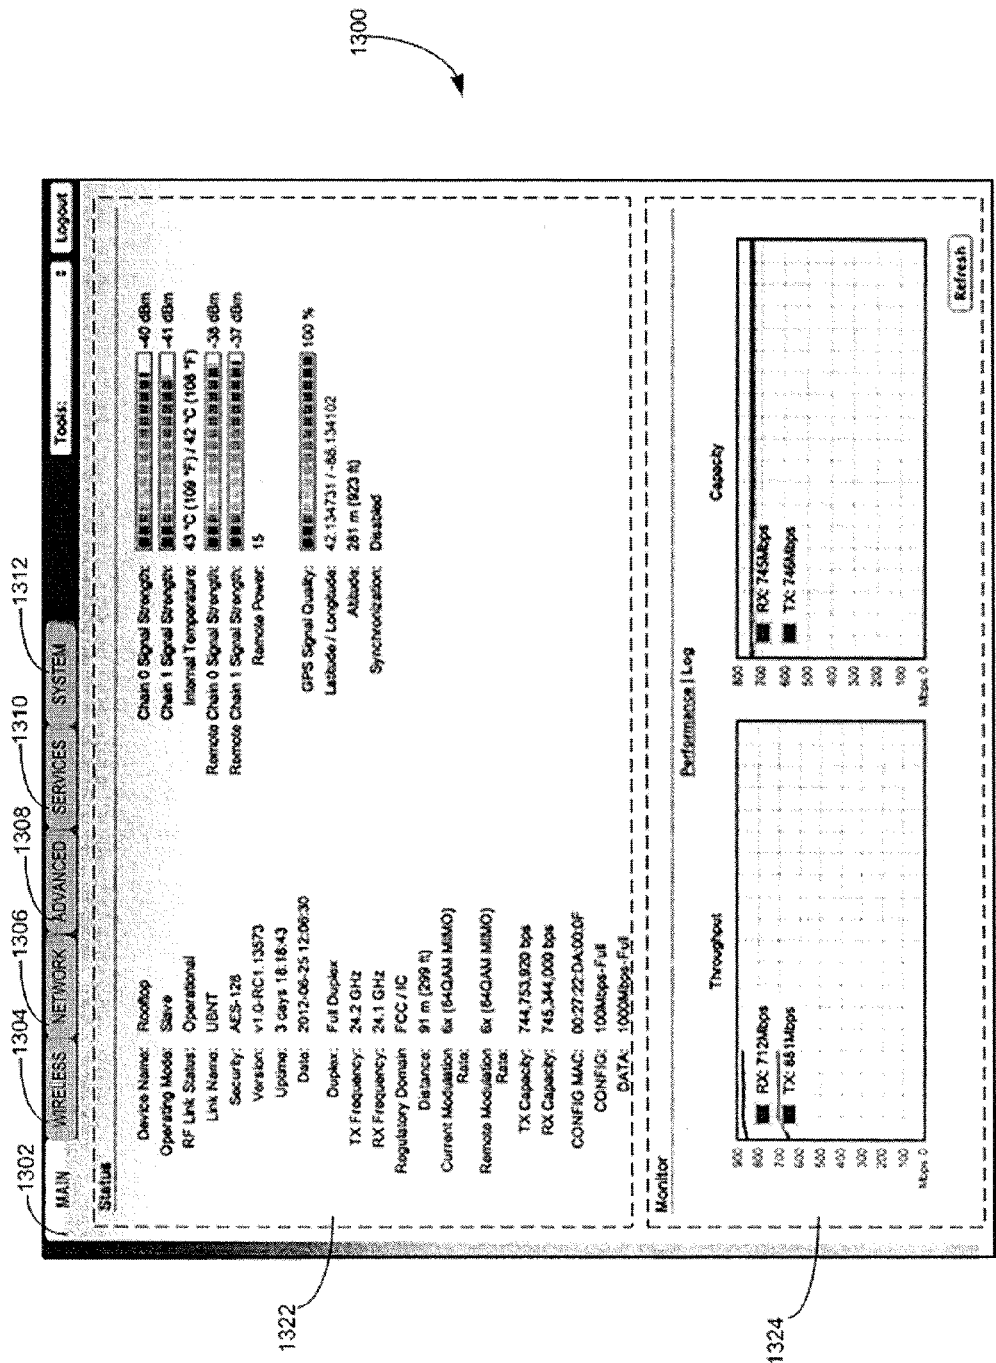 1300
1302
1304
1306
1308
1310
1312
MAIN
WIRELESS
NETWORK
ADVANCED
SERVICES
SYSTEM
Tools:
Logout
Status
Device Name: Rooftop
Operating Mode: Slave
RF Link Status: Operational
Link Name: UBNT
Security: AES-128
Version: v1.0-RC1.13573
Uptime: 3 days 18:18:43
Date: 2012-06-25 12:06:30
Duplex: Full Duplex
TX Frequency: 24.2 GHz
RX Frequency: 24.1 GHz
Regulatory Domain FCC / IC
Distance: 91 m (299 ft)
Current Modulation Rate: 6x (64QAM MIMO)
Remote Modulation Rate: 6x (64QAM MIMO)
TX Capacity: 744,753,920 bps
RX Capacity: 745,344,000 bps
CONFIG MAC: 00:27:22:DA:00:0F
CONFIG: 100Mbps-Full
DATA: 1000Mbps-Full
Chain 0 Signal Strength: -40 dBm
Chain 1 Signal Strength: -41 dBm
Internal Temperature: 43 °C (109 °F) / 42 °C (108 °F)
Remote Chain 0 Signal Strength: -38 dBm
Remote Chain 1 Signal Strength: -37 dBm
Remote Power: 15
GPS Signal Quality: 100 %
Latitude / Longitude: 42.134731 /
Altitude: 281 m (923 ft)
Synchronization: Disabled
1322
Monitor
Performance | Log
Throughput
900
800
700
600
500
400
300
200
100
Mbps 0
RX: 712Mbps
TX:
Capacity
800
700
600
500
400
300
200
100
Mbps 0
RX: 745Mbps
TX: 746Mbps
Refresh
1324